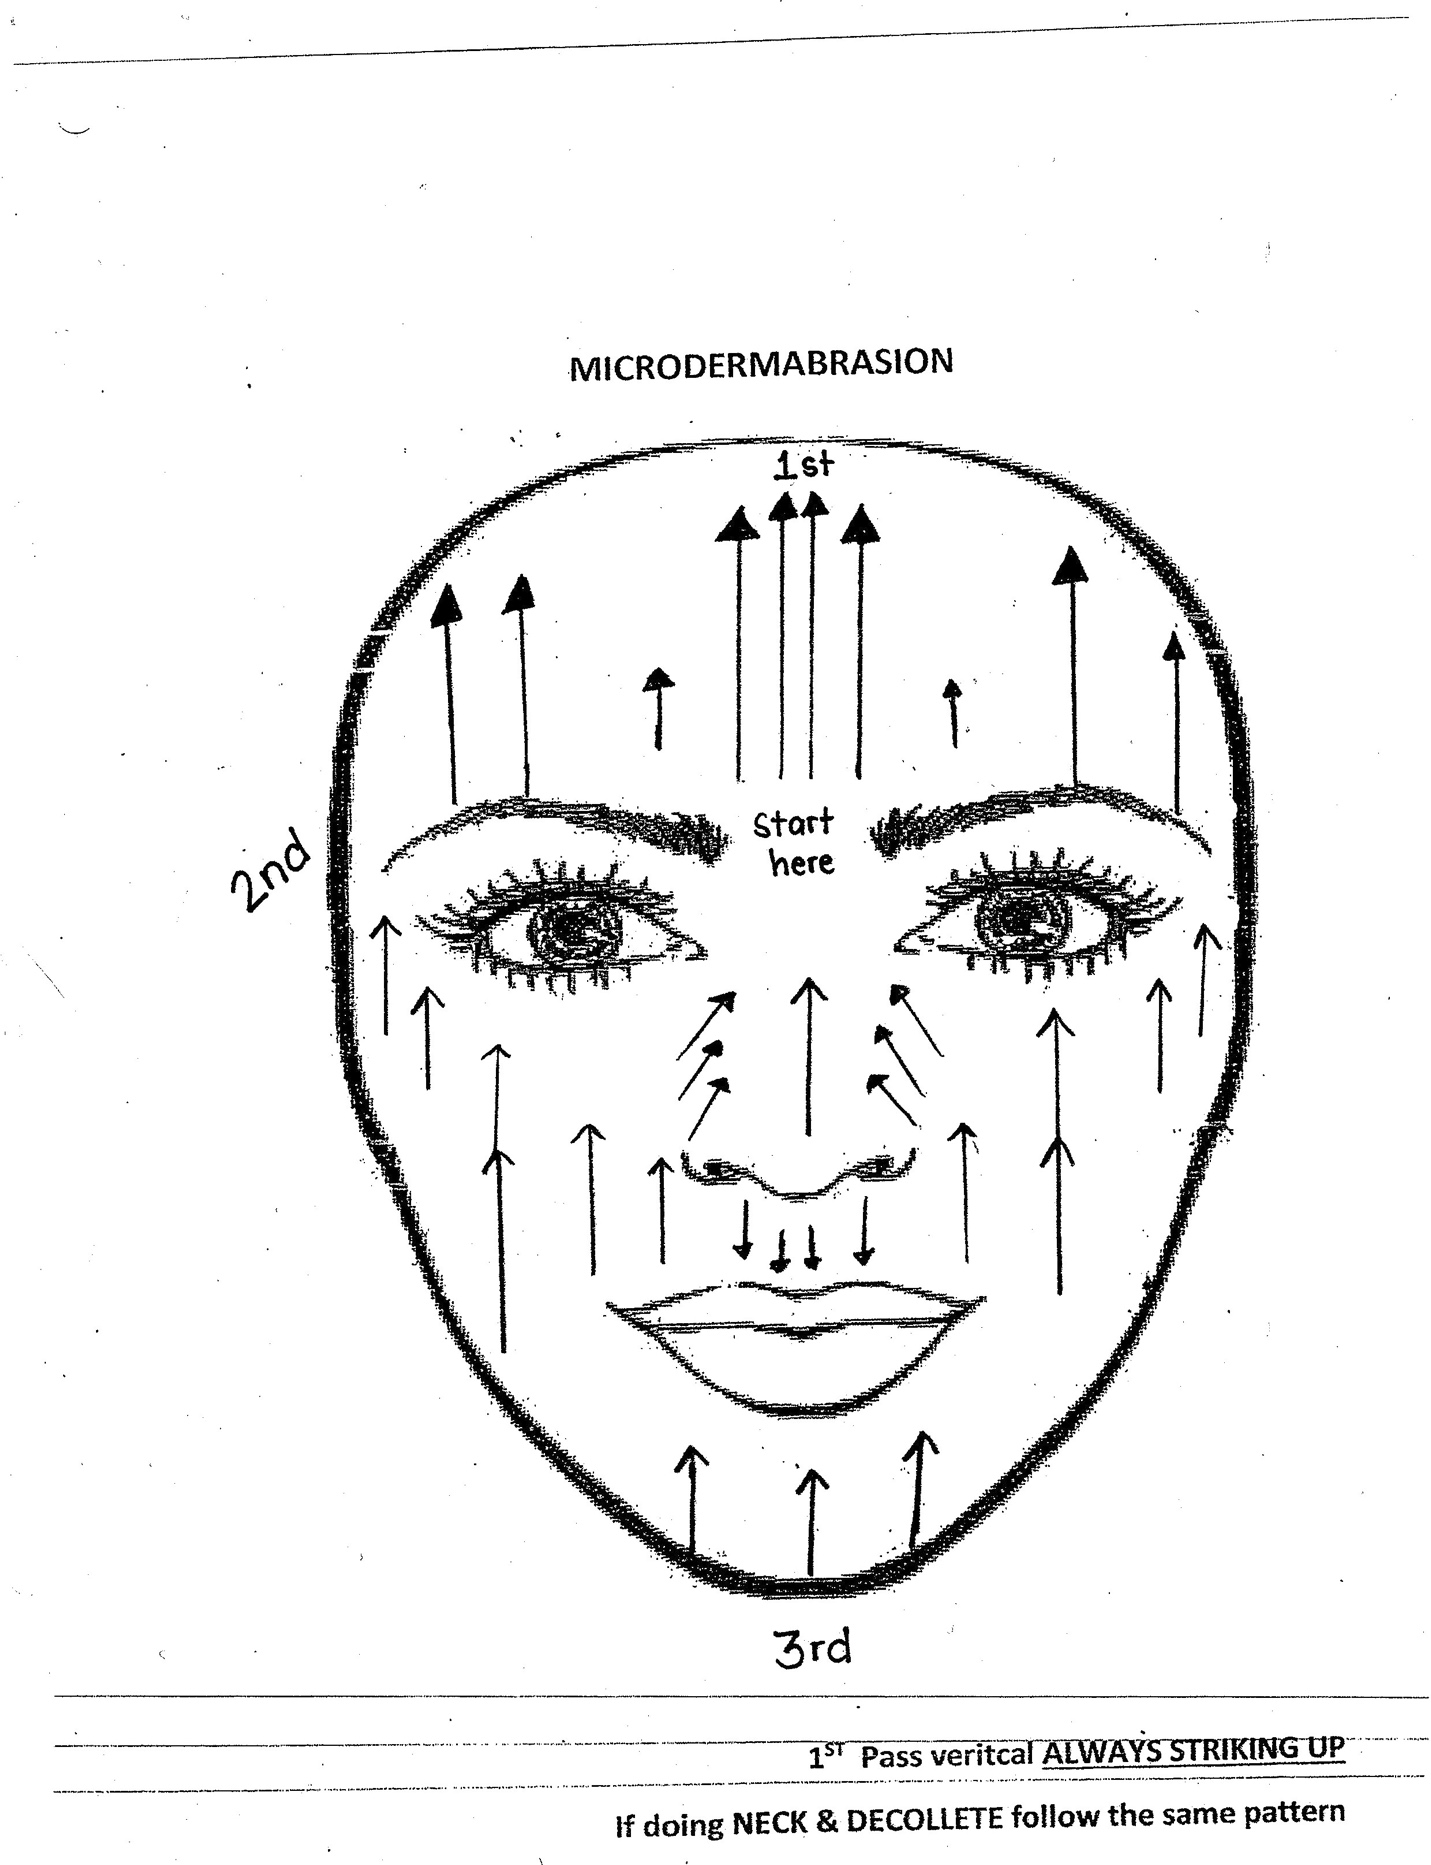 MICRODERMABRASION
1st
Start
here
2nd
3rd
1ST Pass veritcal ALWAYS STRIKING UP
If doing NECK & DECOLLETE follow the same pattern